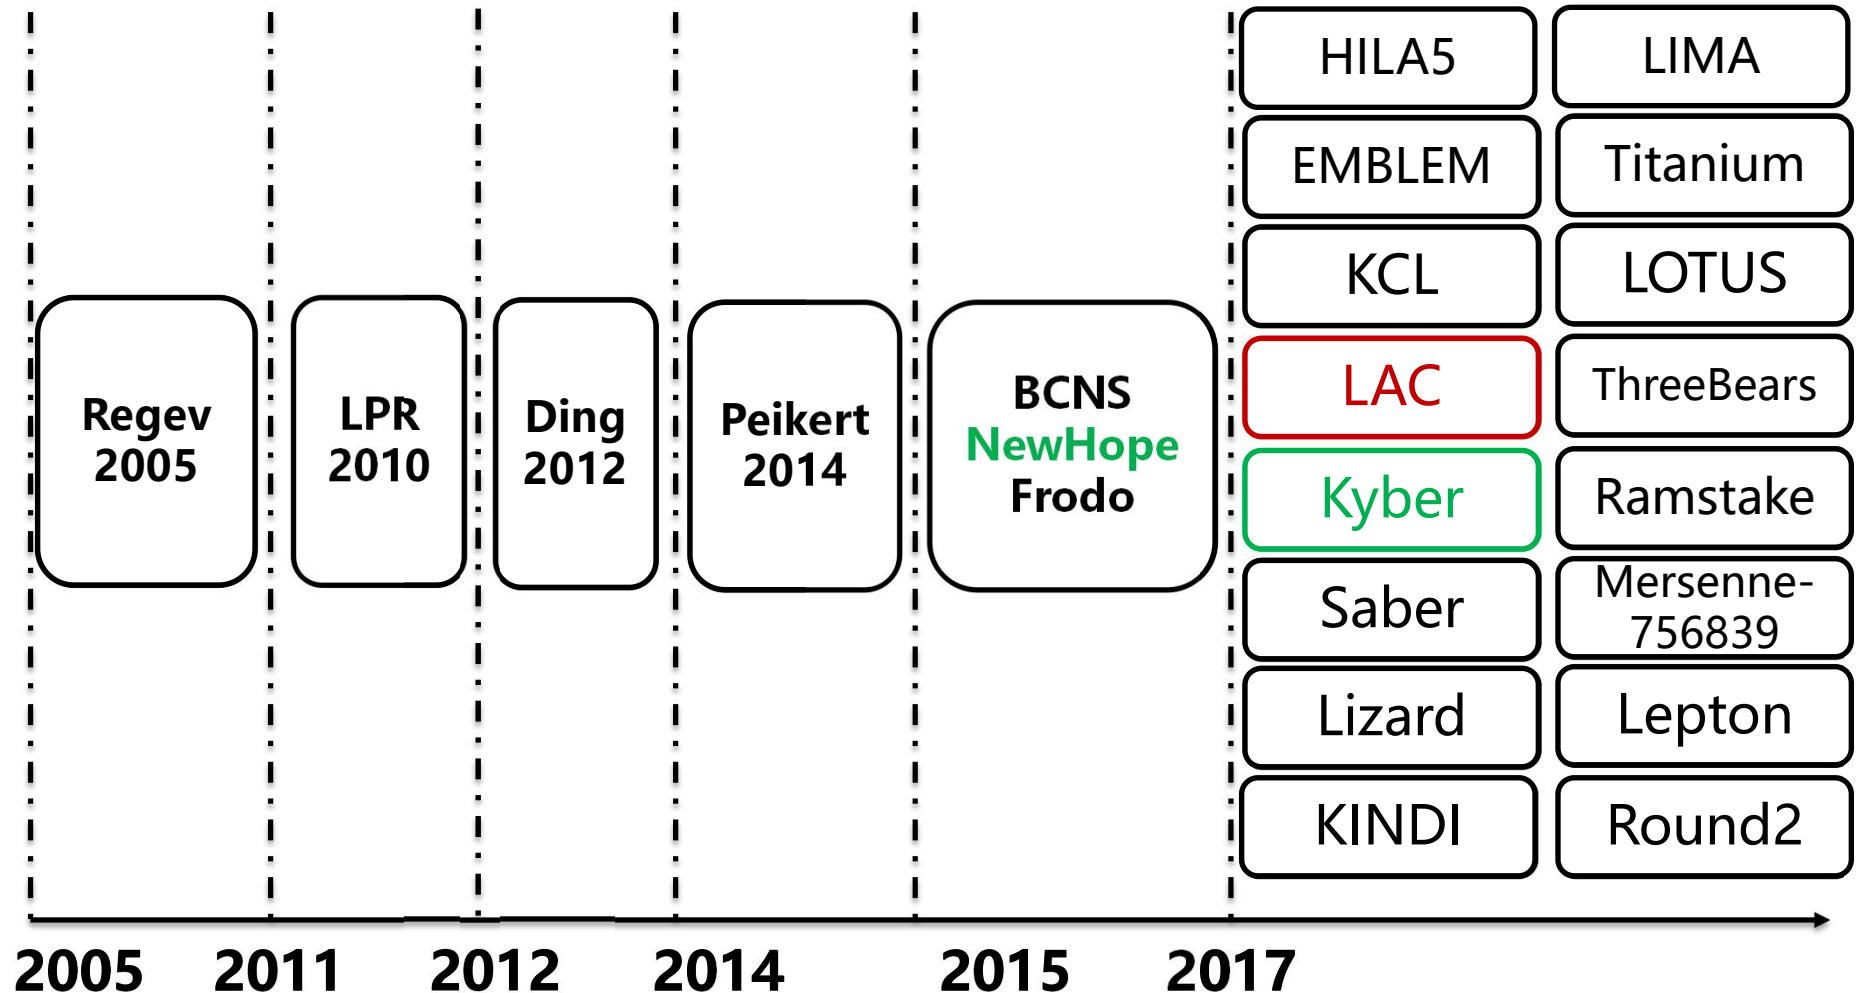 Regev
2005
LPR
2010
Ding
2012
Peikert
2014
BCNS
NewHope
Frodo
HILA5
LIMA
EMBLEM
Titanium
KCL
LOTUS
LAC
ThreeBears
Kyber
Ramstake
Saber
Mersenne-
756839
Lizard
Lepton
KINDI
Round2
2005
2011
2012
2014
2015
2017